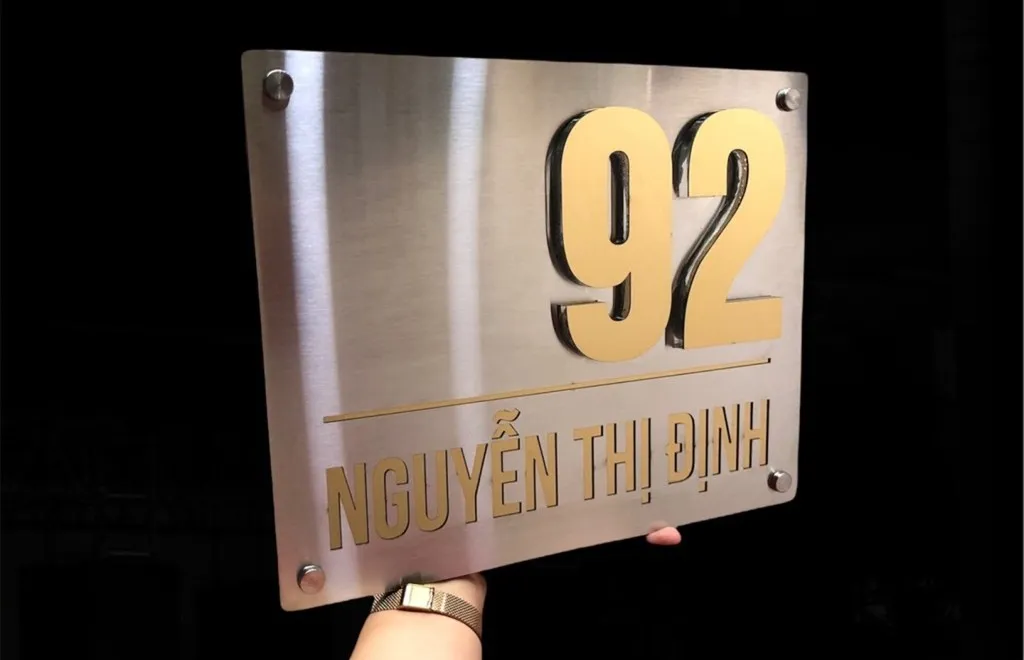 92
NGUYỄN THỊ ĐỊNH